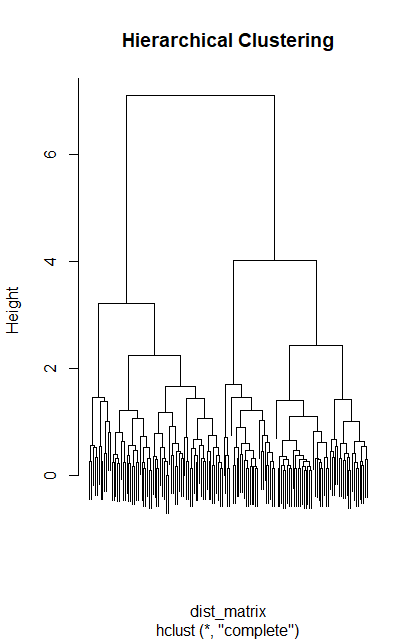 Hierarchical Clustering
Height
6
4
2
0
dist_matrix
hclust (*, "complete")